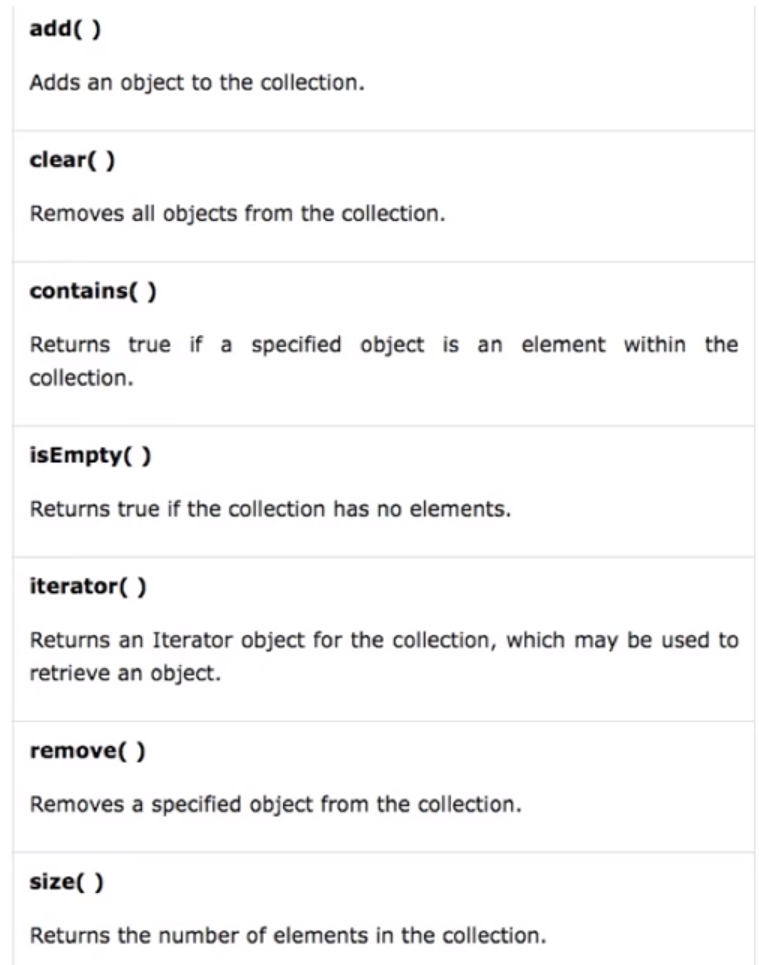 add( )
Adds an object to the collection.
clear( )
Removes all objects from the collection.
contains( )
Returns true if a specified object is an element within the
collection.
isEmpty( )
Returns true if the collection has no elements.
iterator( )
Returns an Iterator object for the collection, which may be used to
retrieve an object.
remove( )
Removes a specified object from the collection.
size( )
Returns the number of elements in the collection.